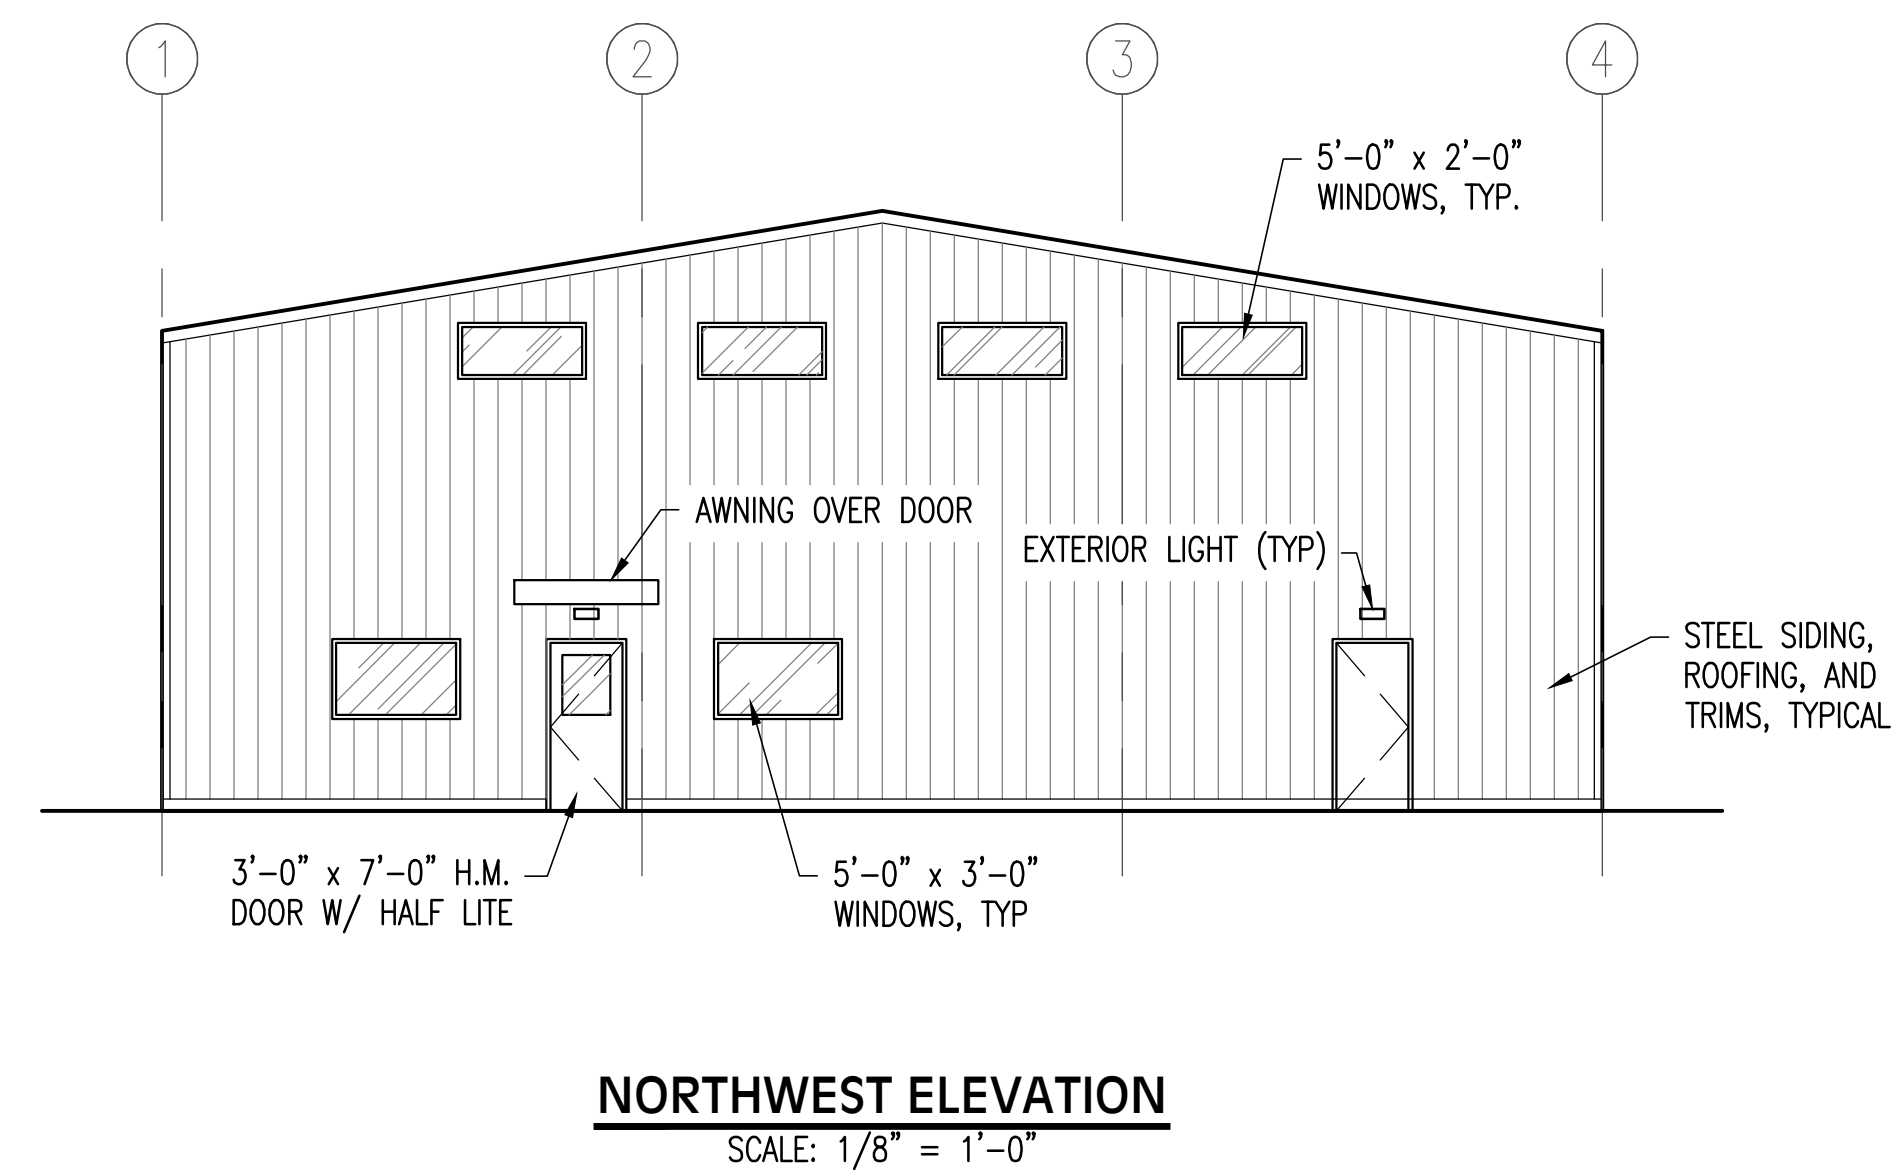 1 2 3 4
5'-0" x 2'-0"
WINDOWS, TYP.
AWNING OVER DOOR
EXTERIOR LIGHT (TYP)
STEEL SIDING,
ROOFING, AND
TRIMS, TYPICAL
3'-0" x 7'-0" H.M.
DOOR W/ HALF LITE
5'-0" x 3'-0"
WINDOWS, TYP
NORTHWEST ELEVATION
SCALE: 1/8" = 1'-0"